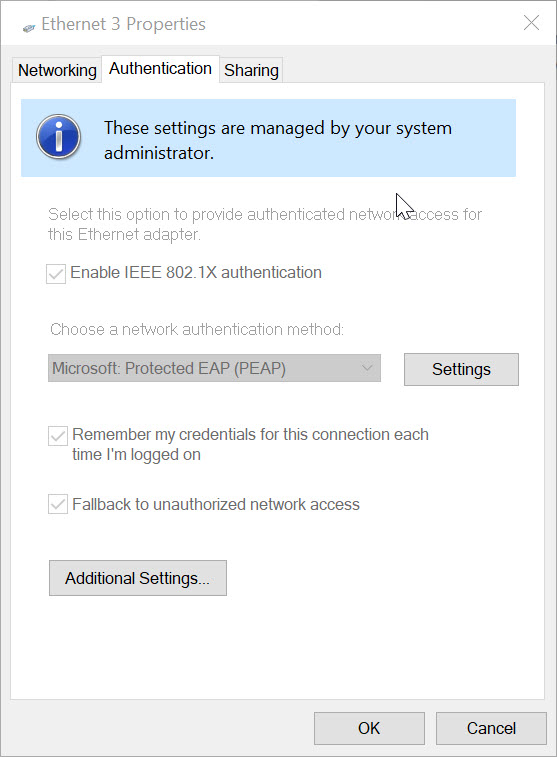 Ethernet 3 Properties
Networking
Authentication
Sharing
These settings are managed by your system
administrator.
Select this option to provide authenticated network access for
this Ethernet adapter.
Enable IEEE 802.1X authentication
Choose a network authentication method:
Microsoft: Protected EAP (PEAP)
Settings
Remember my credentials for this connection each
time I'm logged on
Fallback to unauthorized network access
Additional Settings...
OK
Cancel